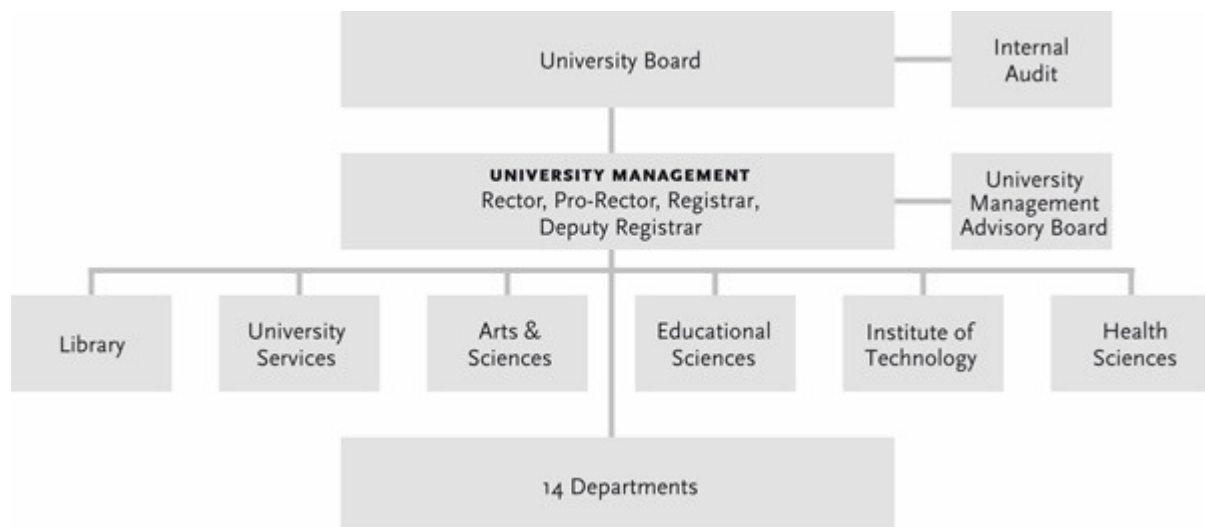 University Board
Internal
Audit
UNIVERSITY MANAGEMENT
Rector, Pro-Rector, Registrar,
Deputy Registrar
University
Management
Advisory Board
Library
University
Services
Arts &
Sciences
Educational
Sciences
Institute of
Technology
Health
Sciences
14 Departments